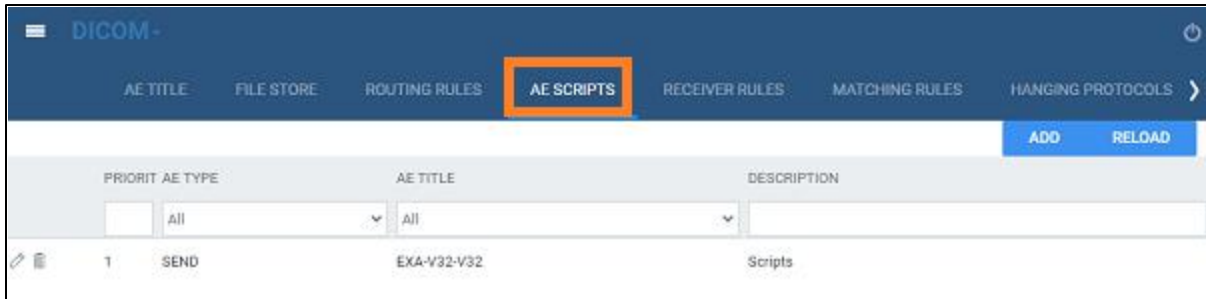 DICOM-
AE TITLE FILE STORE ROUTING RULES AE SCRIPTS RECEIVER RULES MATCHING RULES HANGING PROTOCOLS
ADD RELOAD
PRIORIT AE TYPE AE TITLE DESCRIPTION
All All
1 SEND EXA-V32-V32 Scripts